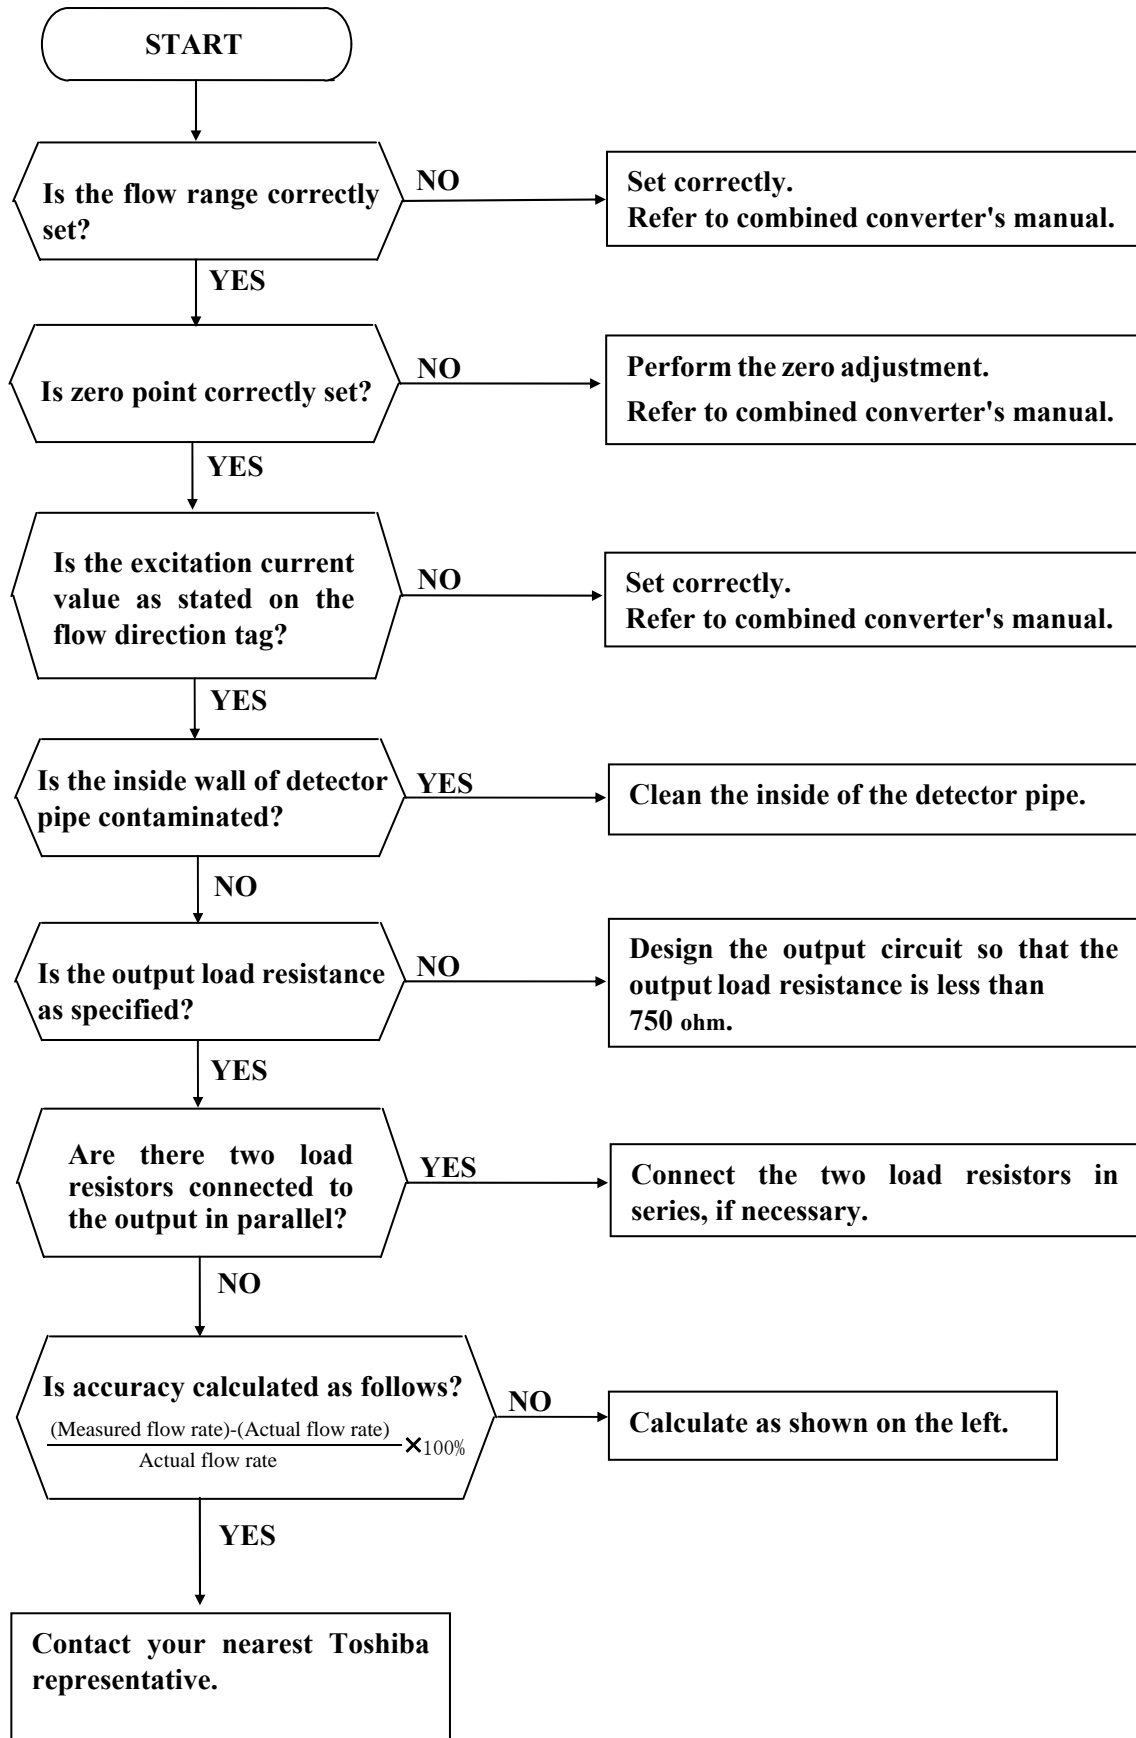 START
Is the flow range correctly
set?
NO
Set correctly.
Refer to combined converter's manual.
YES
Is zero point correctly set?
NO
Perform the zero adjustment.
Refer to combined converter's manual.
YES
Is the excitation current
value as stated on the
flow direction tag?
NO
Set correctly.
Refer to combined converter's manual.
YES
Is the inside wall of detector
pipe contaminated?
YES
Clean the inside of the detector pipe.
NO
Is the output load resistance
as specified?
NO
Design the output circuit so that the
output load resistance is less than
750 ohm.
YES
Are there two load
resistors connected to
the output in parallel?
YES
Connect the two load resistors in
series, if necessary.
NO
Is accuracy calculated as follows?
(Measured flow rate)-(Actual flow rate)
Actual flow rate
×100%
NO
Calculate as shown on the left.
YES
Contact your nearest Toshiba
representative.